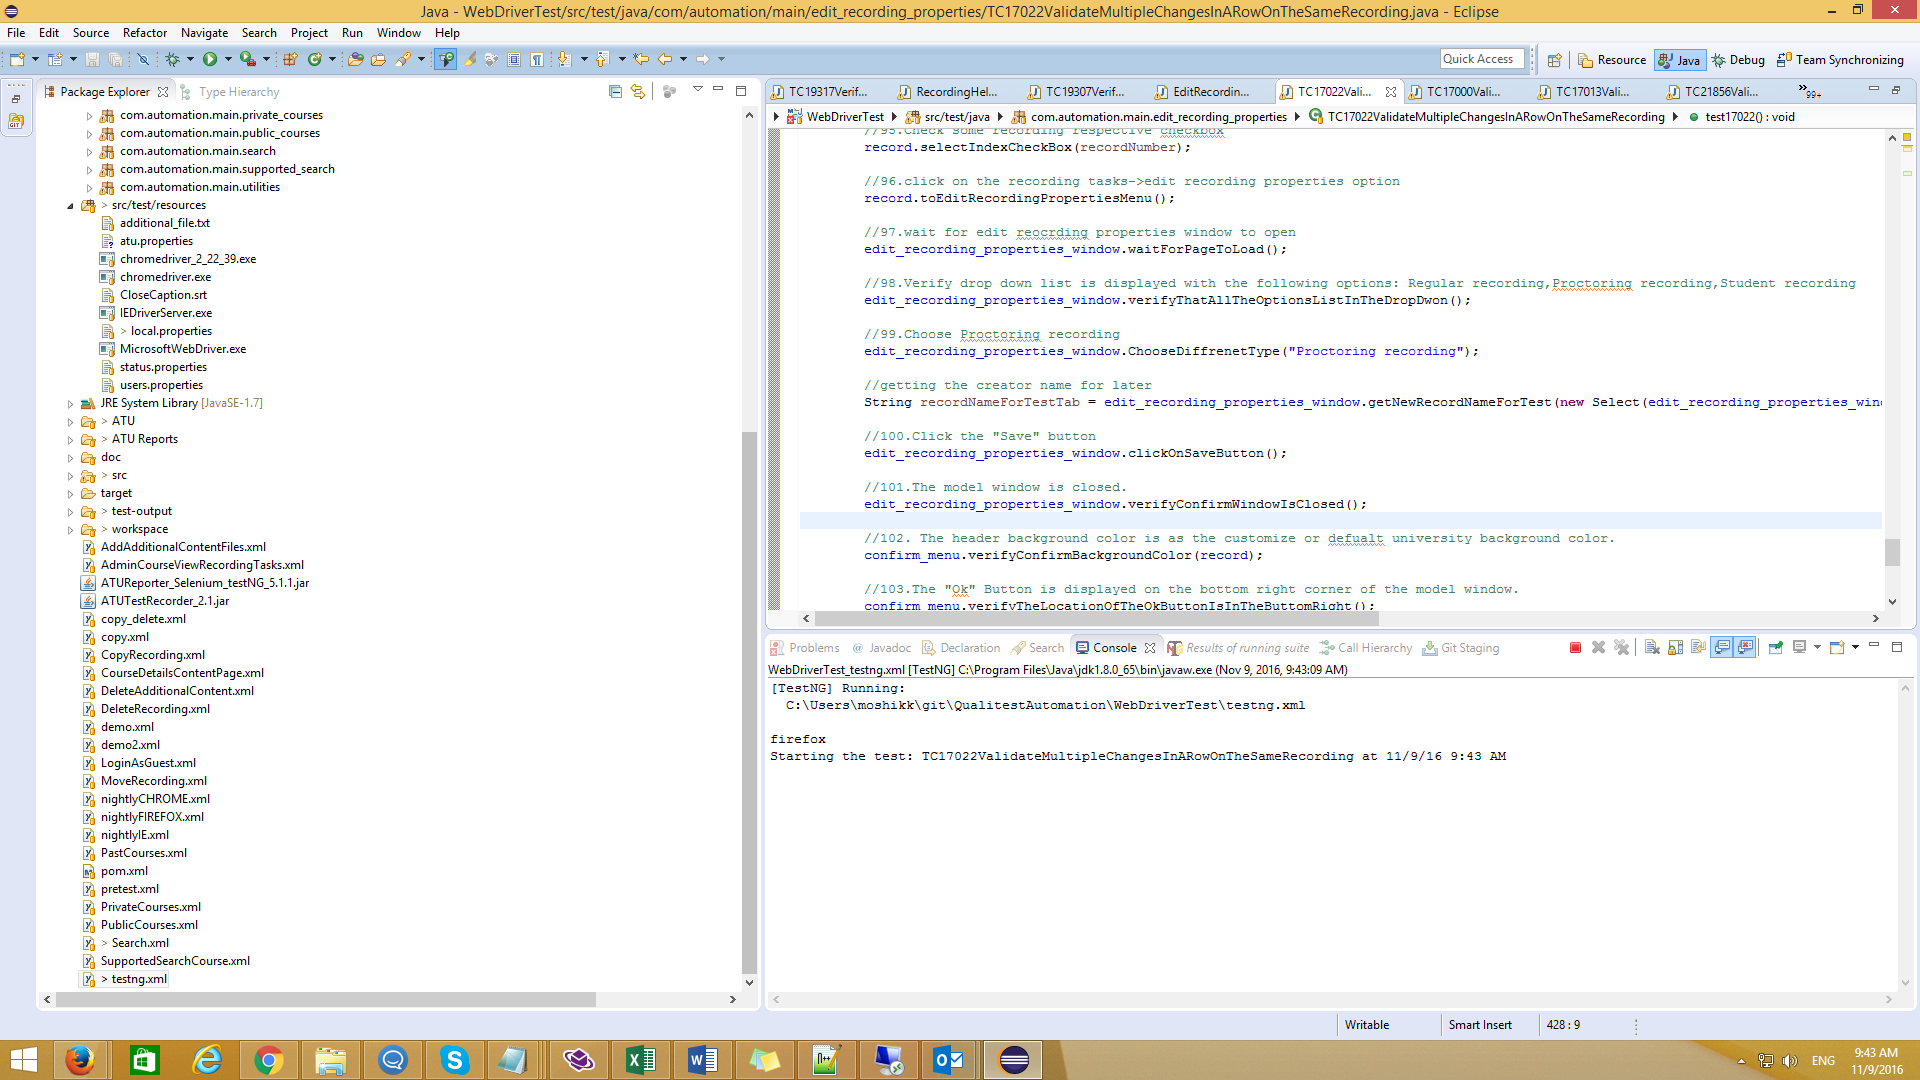 Java - WebDriverTest/src/test/java/com/automation/main/edit_recording_properties/TC17022ValidateMultipleChangesInARowOnTheSameRecording.java - Eclipse
File Edit Source Refactor Navigate Search Project Run Window Help
Quick Access Resource Java Debug Team Synchronizing
Package Explorer Type Hierarchy
com.automation.main.private_courses
com.automation.main.public_courses
com.automation.main.search
com.automation.main.supported_search
com.automation.main.utilities
> src/test/resources
additional_file.txt
atu.properties
chromedriver_2_22_39.exe
chromedriver.exe
CloseCaption.srt
IEDriverServer.exe
> local.properties
MicrosoftWebDriver.exe
status.properties
users.properties
JRE System Library [JavaSE-1.7]
> ATU
> ATU Reports
doc
> src
target
> test-output
> workspace
AddAdditionalContentFiles.xml
AdminCourseViewRecordingTasks.xml
ATUReporter_Selenium_testNG_5.1.1.jar
ATUTestRecorder_2.1.jar
copy_delete.xml
copy.xml
CopyRecording.xml
CourseDetailsContentPage.xml
DeleteAdditionalContent.xml
DeleteRecording.xml
demo.xml
demo2.xml
LoginAsGuest.xml
MoveRecording.xml
nightlyCHROME.xml
nightlyFIREFOX.xml
nightlyIE.xml
PastCourses.xml
pom.xml
pretest.xml
PrivateCourses.xml
PublicCourses.xml
> Search.xml
SupportedSearchCourse.xml
> testng.xml
TC19317Verif... RecordingHel... TC19307Verif... EditRecordin... TC17022Vali... TC17000Vali... TC17013Vali... TC21856Vali... »99+
WebDriverTest src/test/java com.automation.main.edit_recording_properties TC17022ValidateMultipleChangesInARowOnTheSameRecording test17022() : void
//95.Check some recording respective checkbox
record.selectIndexCheckBox(recordNumber);
//96.click on the recording tasks->edit recording properties option
record.toEditRecordingPropertiesMenu();
//97.wait for edit reocrding properties window to open
edit_recording_properties_window.waitForPageToLoad();
//98.Verify drop down list is displayed with the following options: Regular recording,Proctoring recording,Student recording
edit_recording_properties_window.verifyThatAllTheOptionsListInTheDropDwon();
//99.Choose Proctoring recording
edit_recording_properties_window.ChooseDiffrenetType("Proctoring recording");
//getting the creator name for later
String recordNameForTestTab = edit_recording_properties_window.getNewRecordNameForTest(new Select(edit_recording_properties_win
//100.Click the "Save" button
edit_recording_properties_window.clickOnSaveButton();
//101.The model window is closed.
edit_recording_properties_window.verifyConfirmWindowIsClosed();
//102. The header background color is as the customize or defualt university background color.
confirm_menu.verifyConfirmBackgroundColor(record);
//103.The "Ok" Button is displayed on the bottom right corner of the model window.
confirm_menu.verifyTheLocationOfTheOkButtonIsInTheButtomRight();
Problems @ Javadoc Declaration Search Console Results of running suite Call Hierarchy Git Staging
WebDriverTest_testng.xml [TestNG] C:\Program Files\Java\jdk1.8.0_65\bin\javaw.exe (Nov 9, 2016, 9:43:09 AM)
[TestNG] Running:
C:\Users\moshikk\git\QualitestAutomation\WebDriverTest\testng.xml
firefox
Starting the test: TC17022ValidateMultipleChangesInARowOnTheSameRecording at 11/9/16 9:43 AM
Writable Smart Insert 428 : 9
ENG 9:43 AM
11/9/2016